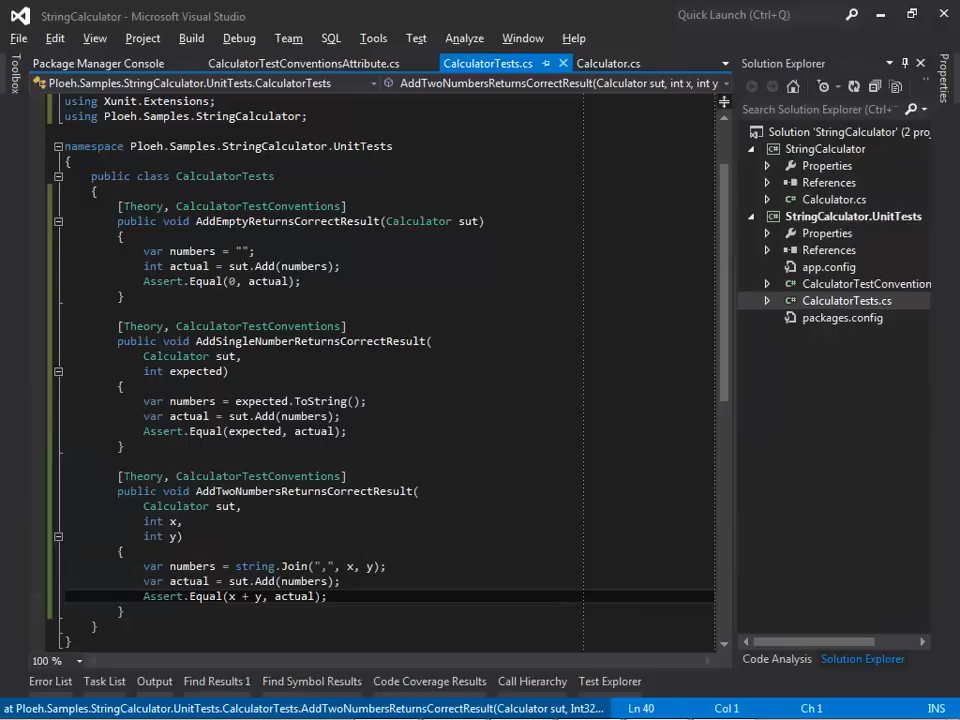 StringCalculator - Microsoft Visual Studio
Quick Launch (Ctrl+Q)
File Edit View Project Build Debug Team SQL Tools Test Analyze Window Help
Toolbox
Package Manager Console CalculatorTestConventionsAttribute.cs CalculatorTests.cs Calculator.cs
Ploeh.Samples.StringCalculator.UnitTests.CalculatorTests AddTwoNumbersReturnsCorrectResult(Calculator sut, int x, int y
using Xunit.Extensions;
using Ploeh.Samples.StringCalculator;
namespace Ploeh.Samples.StringCalculator.UnitTests
{
public class CalculatorTests
{
[Theory, CalculatorTestConventions]
public void AddEmptyReturnsCorrectResult(Calculator sut)
{
var numbers = "";
int actual = sut.Add(numbers);
Assert.Equal(0, actual);
}
[Theory, CalculatorTestConventions]
public void AddSingleNumberReturnsCorrectResult(
Calculator sut,
int expected)
{
var numbers = expected.ToString();
var actual = sut.Add(numbers);
Assert.Equal(expected, actual);
}
[Theory, CalculatorTestConventions]
public void AddTwoNumbersReturnsCorrectResult(
Calculator sut,
int x,
int y)
{
var numbers = string.Join(",", x, y);
var actual = sut.Add(numbers);
Assert.Equal(x + y, actual);
}
}
}
100 %
Solution Explorer
Search Solution Explorer (Ctrl+
Solution 'StringCalculator' (2 proj
StringCalculator
Properties
References
Calculator.cs
StringCalculator.UnitTests
Properties
References
app.config
CalculatorTestConvention
CalculatorTests.cs
packages.config
Code Analysis Solution Explorer
Properties
Error List Task List Output Find Results 1 Find Symbol Results Code Coverage Results Call Hierarchy Test Explorer
at Ploeh.Samples.StringCalculator.UnitTests.CalculatorTests.AddTwoNumbersReturnsCorrectResult(Calculator sut, Int32... Ln 40 Col 1 Ch 1 INS